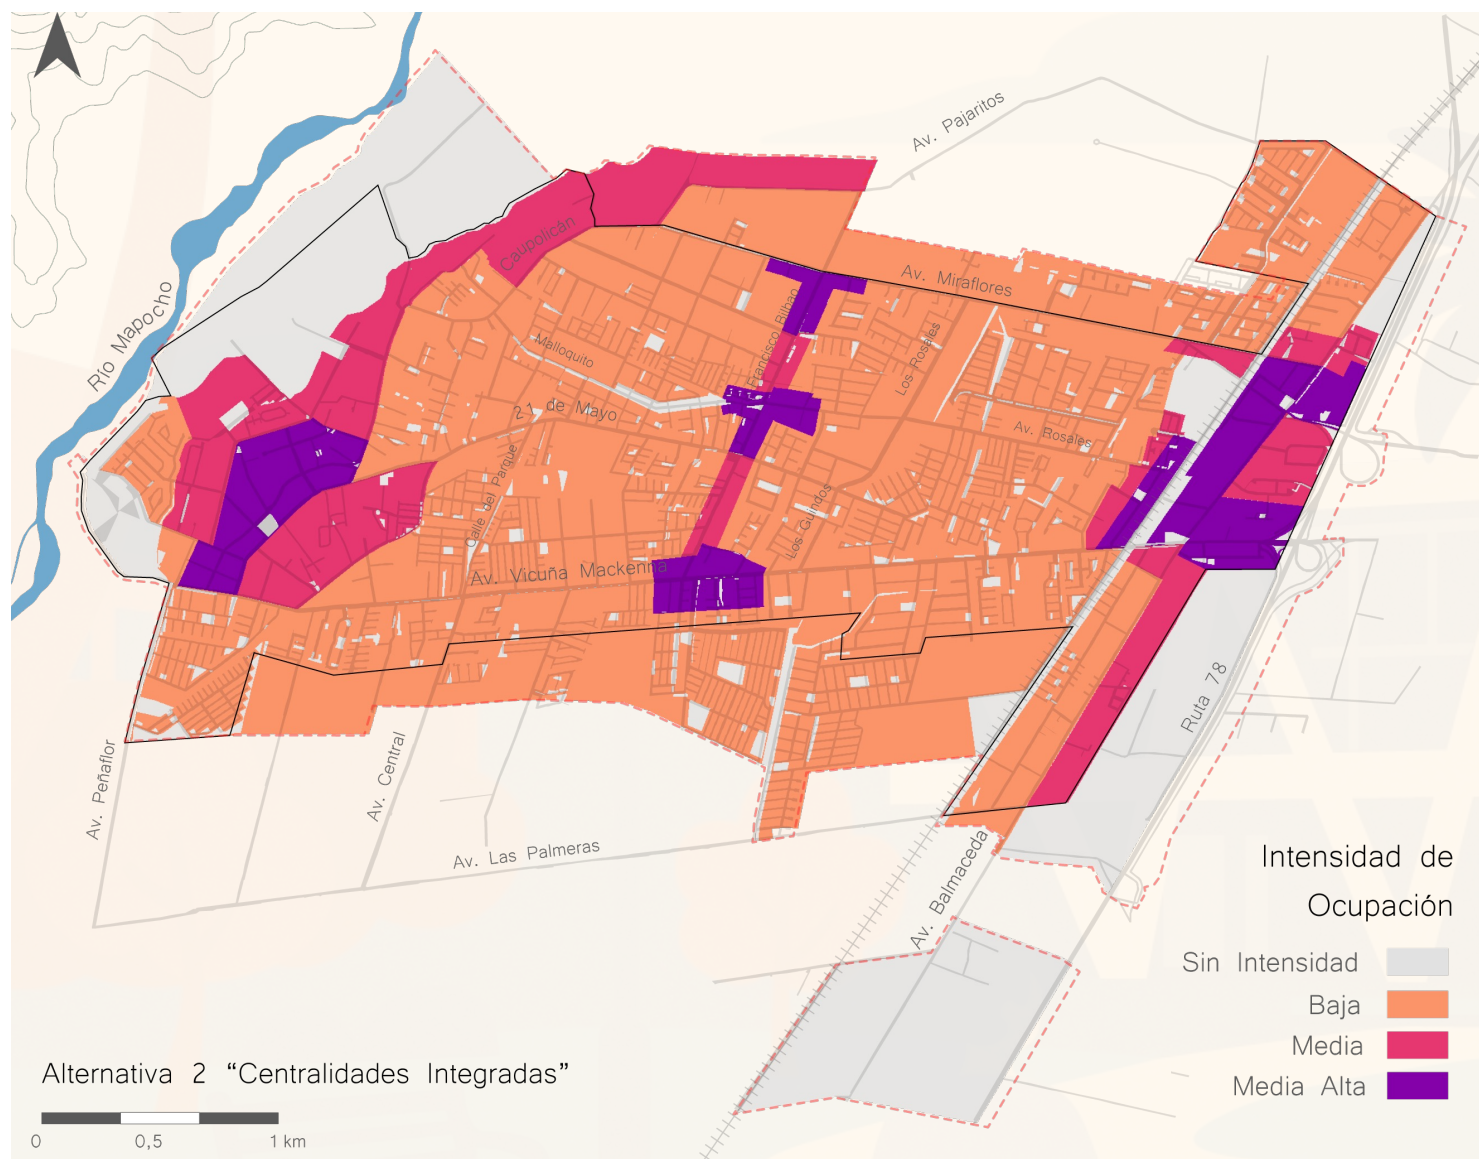 Av. Pajaritos
Caupolicán
Río Mapocho
Av. Miraflores
Francisco Bilbao
Malloquito
Los Rosales
21 de Mayo
Av. Rosales
Calle del Parque
Los Guindos
Av. Vicuña Mackenna
Ruta 78
Av. Peñaflor
Av. Central
Av. Las Palmeras
Av. Balmaceda
Intensidad de
Ocupación
Sin Intensidad
Baja
Media
Media Alta
Alternativa 2 “Centralidades Integradas”
0 0,5 1 km